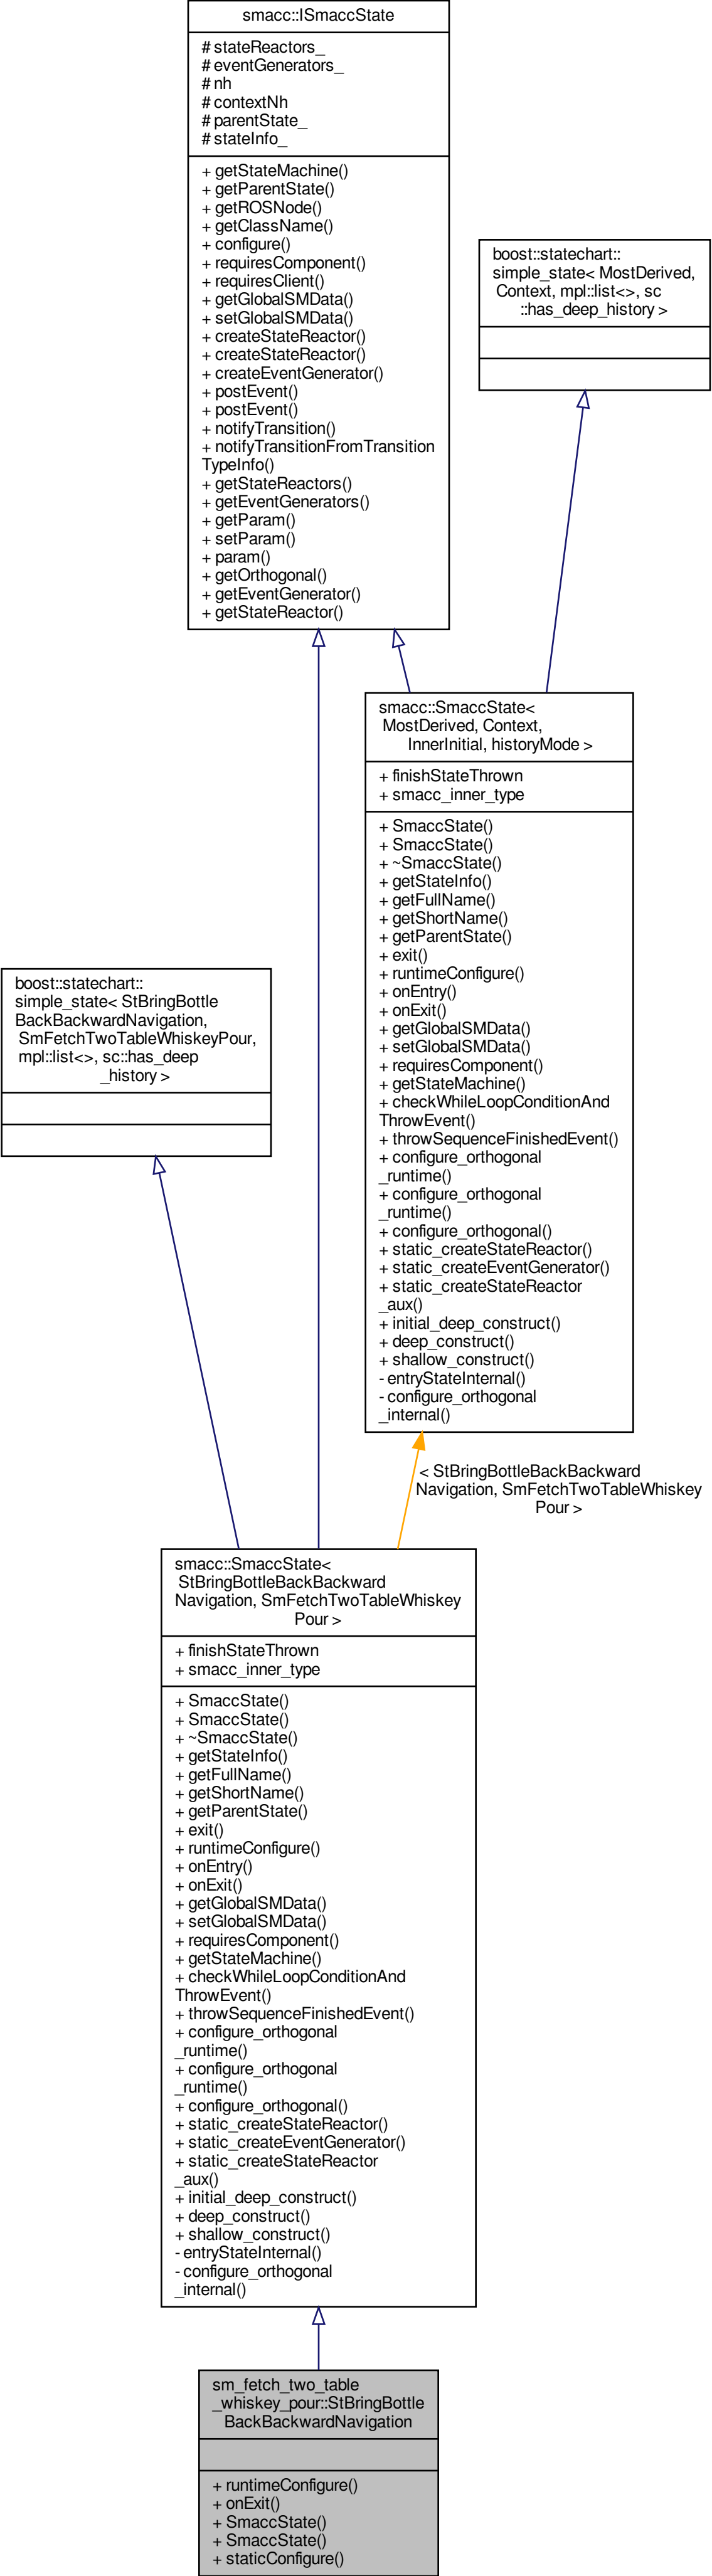 smacc::ISmaccState
# stateReactors_
# eventGenerators_
# nh
# contextNh
# parentState_
# stateInfo_
+ getStateMachine()
+ getParentState()
+ getROSNode()
+ getClassName()
+ configure()
+ requiresComponent()
+ requiresClient()
+ getGlobalSMData()
+ setGlobalSMData()
+ createStateReactor()
+ createStateReactor()
+ createEventGenerator()
+ postEvent()
+ postEvent()
+ notifyTransition()
+ notifyTransitionFromTransition
TypeInfo()
+ getStateReactors()
+ getEventGenerators()
+ getParam()
+ setParam()
+ param()
+ getOrthogonal()
+ getEventGenerator()
+ getStateReactor()
boost::statechart::
simple_state< MostDerived,
Context, mpl::list<>, sc
::has_deep_history >
smacc::SmaccState<
MostDerived, Context,
InnerInitial, historyMode >
+ finishStateThrown
+ smacc_inner_type
+ SmaccState()
+ SmaccState()
+ ~SmaccState()
+ getStateInfo()
+ getFullName()
+ getShortName()
+ getParentState()
+ exit()
+ runtimeConfigure()
+ onEntry()
+ onExit()
+ getGlobalSMData()
+ setGlobalSMData()
+ requiresComponent()
+ getStateMachine()
+ checkWhileLoopConditionAnd
ThrowEvent()
+ throwSequenceFinishedEvent()
+ configure_orthogonal
_runtime()
+ configure_orthogonal
_runtime()
+ configure_orthogonal()
+ static_createStateReactor()
+ static_createEventGenerator()
+ static_createStateReactor
_aux()
+ initial_deep_construct()
+ deep_construct()
+ shallow_construct()
- entryStateInternal()
- configure_orthogonal
_internal()
boost::statechart::
simple_state< StBringBottle
BackBackwardNavigation,
SmFetchTwoTableWhiskeyPour,
mpl::list<>, sc::has_deep
_history >
< StBringBottleBackBackward
Navigation, SmFetchTwoTableWhiskey
Pour >
smacc::SmaccState<
StBringBottleBackBackward
Navigation, SmFetchTwoTableWhiskey
Pour >
+ finishStateThrown
+ smacc_inner_type
+ SmaccState()
+ SmaccState()
+ ~SmaccState()
+ getStateInfo()
+ getFullName()
+ getShortName()
+ getParentState()
+ exit()
+ runtimeConfigure()
+ onEntry()
+ onExit()
+ getGlobalSMData()
+ setGlobalSMData()
+ requiresComponent()
+ getStateMachine()
+ checkWhileLoopConditionAnd
ThrowEvent()
+ throwSequenceFinishedEvent()
+ configure_orthogonal
_runtime()
+ configure_orthogonal
_runtime()
+ configure_orthogonal()
+ static_createStateReactor()
+ static_createEventGenerator()
+ static_createStateReactor
_aux()
+ initial_deep_construct()
+ deep_construct()
+ shallow_construct()
- entryStateInternal()
- configure_orthogonal
_internal()
sm_fetch_two_table
_whiskey_pour::StBringBottle
BackBackwardNavigation
+ runtimeConfigure()
+ onExit()
+ SmaccState()
+ SmaccState()
+ staticConfigure()